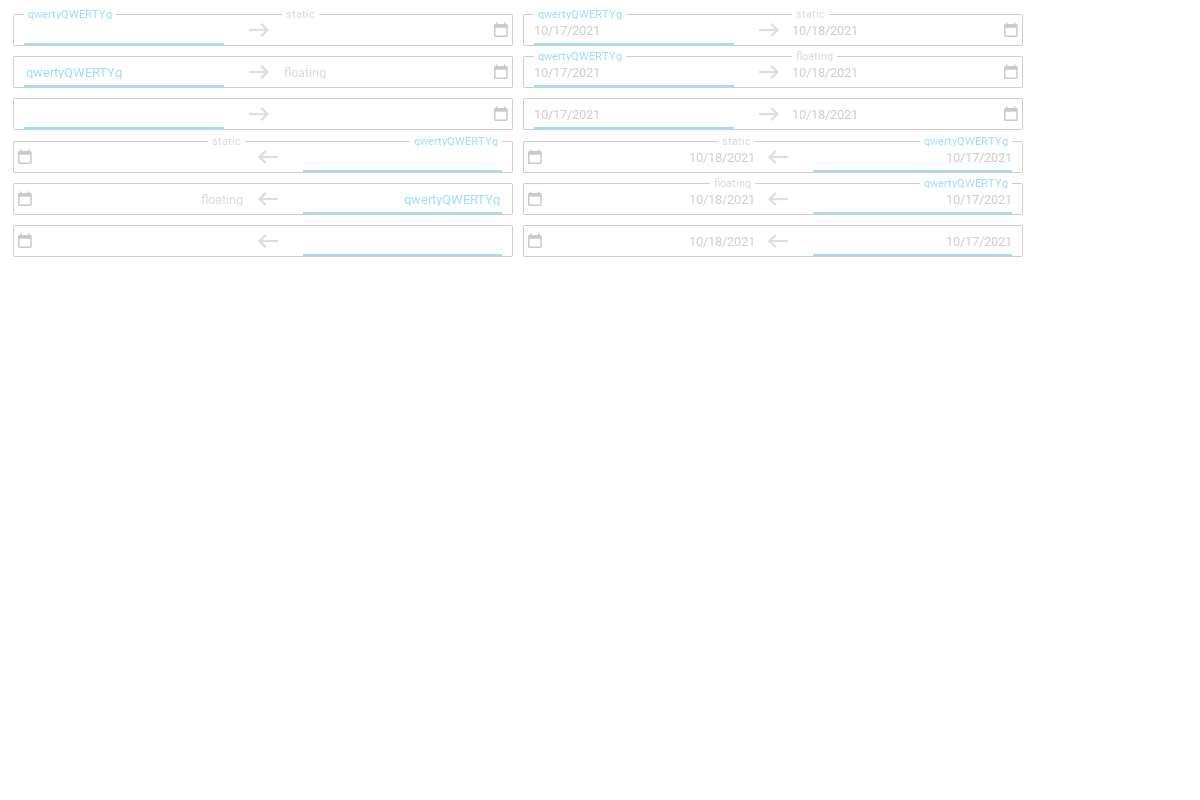 qwertyQWERTYg static qwertyQWERTYg static
10/17/2021 10/18/2021
qwertyQWERTYg floating
qwertyQWERTYg floating 10/17/2021 10/18/2021
10/17/2021 10/18/2021
static qwertyQWERTYg static qwertyQWERTYg
10/18/2021 10/17/2021
floating qwertyQWERTYg
floating qwertyQWERTYg 10/18/2021 10/17/2021
10/18/2021 10/17/2021